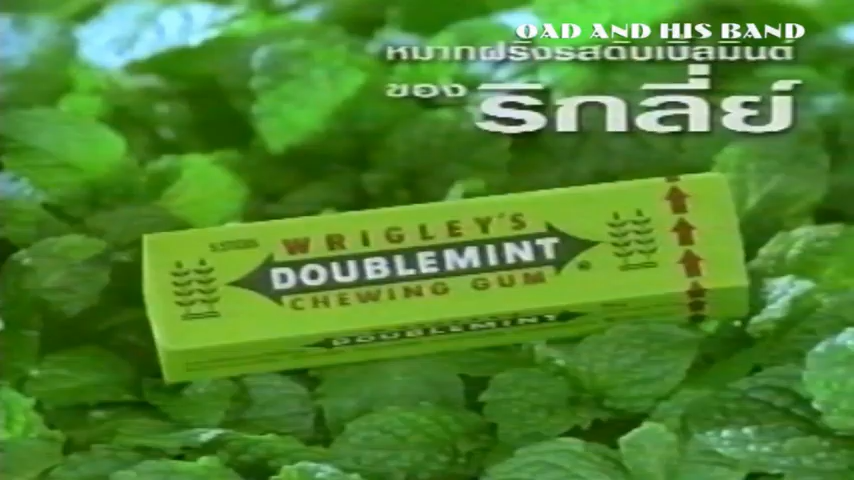 OAD AND HIS BAND
หมากฝรั่งรสดับเบิลมินต์
ของ
ริกลี่ย์
WRIGLEY'S
DOUBLEMINT
CHEWING GUM
DOUBLEMINT